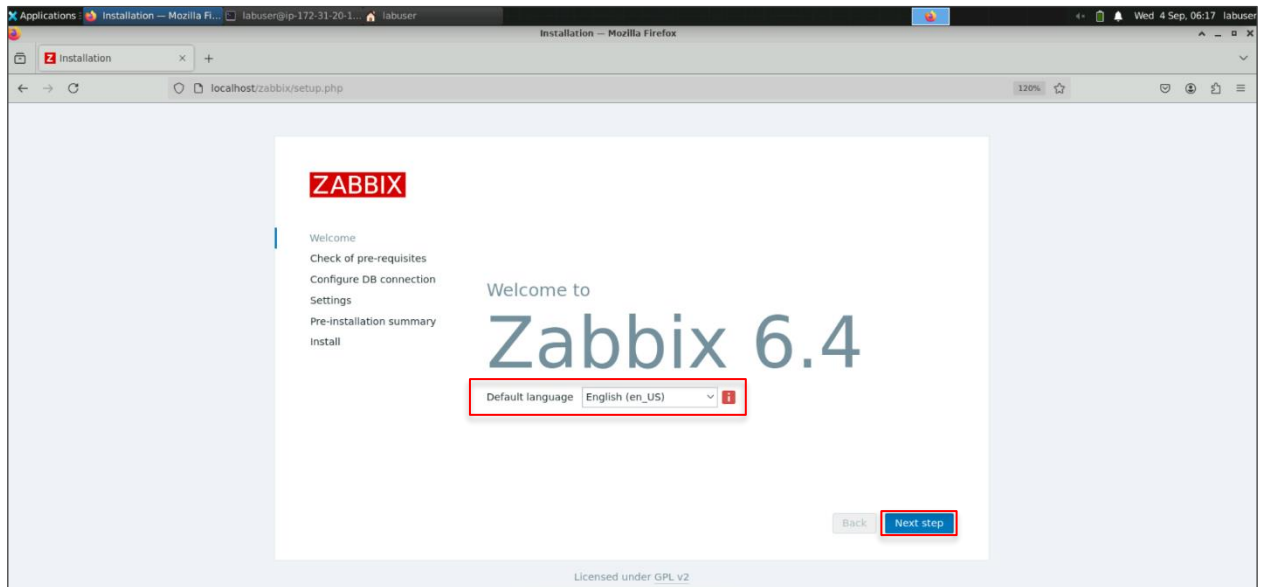 Applications Installation — Mozilla Fi... labuser@ip-172-31-20-1... labuser Wed 4 Sep, 06:17 labuser
Installation — Mozilla Firefox
Z Installation
localhost/zabbix/setup.php 120%
ZABBIX
Welcome
Check of pre-requisites
Configure DB connection
Settings
Pre-installation summary
Install
Welcome to
Zabbix 6.4
Default language English (en_US) i
Back Next step
Licensed under GPL v2